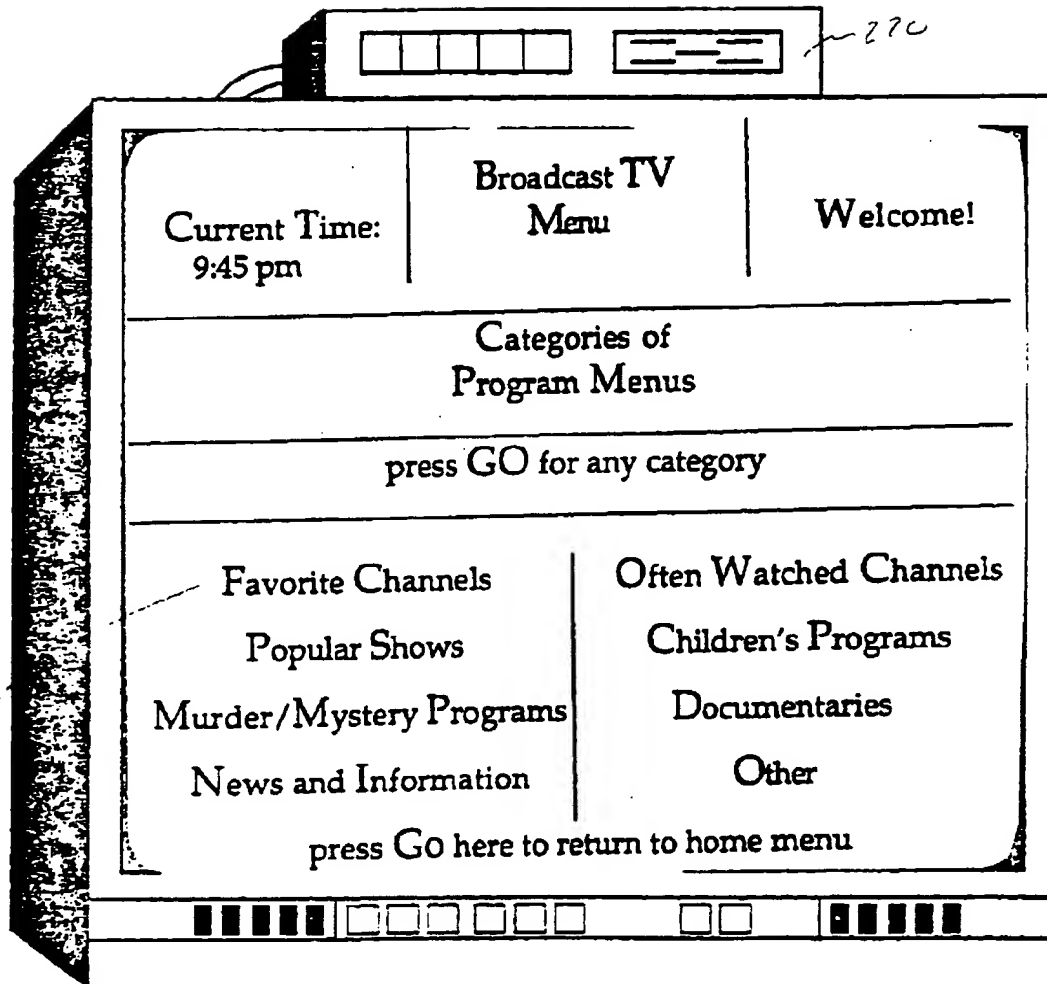 220
Current Time:
9:45 pm
Broadcast TV
Menu
Welcome!
Categories of
Program Menus
press GO for any category
Favorite Channels
Popular Shows
Murder/Mystery Programs
News and Information
Often Watched Channels
Children's Programs
Documentaries
Other
press Go here to return to home menu